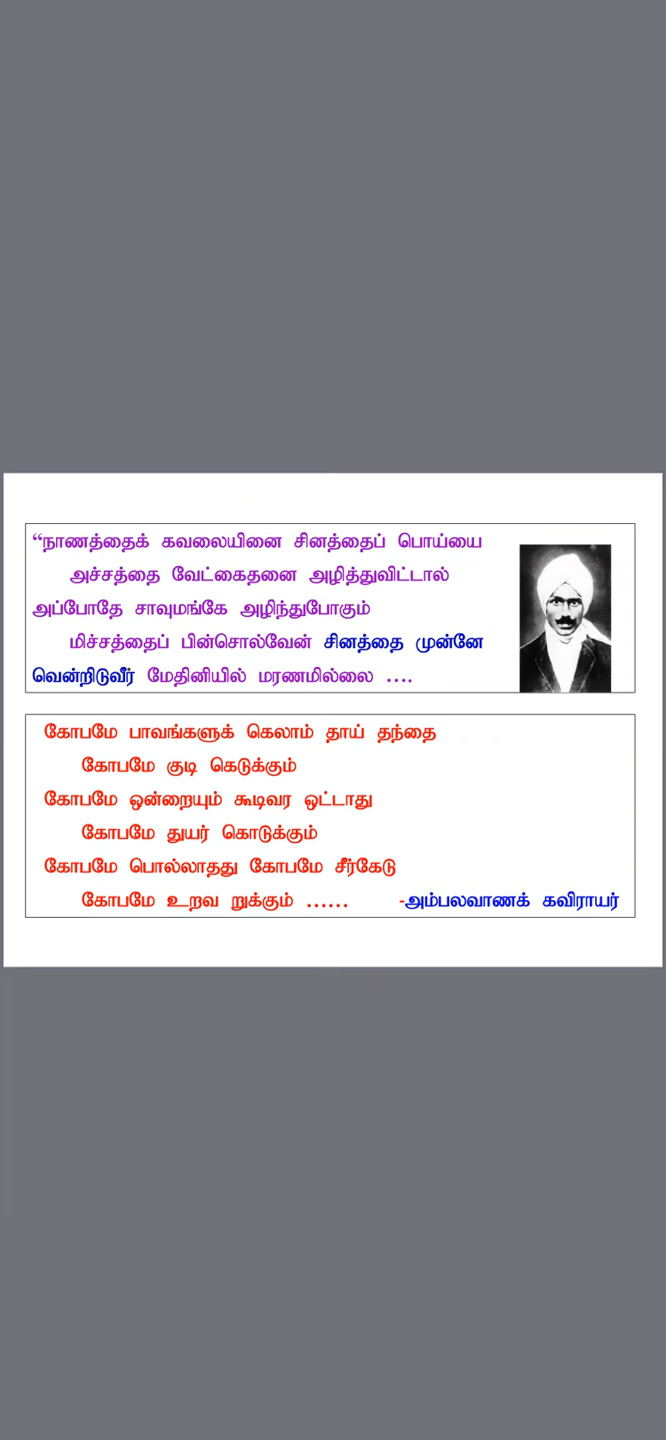 “நாணத்தைக் கவலையினை சினத்தைப் பொய்யை
அச்சத்தை வேட்கைதனை அழித்துவிட்டால்
அப்போதே சாவுமங்கே அழிந்துபோகும்
மிச்சத்தைப் பின்சொல்வேன் சினத்தை முன்னே
வென்றிடுவீர் மேதினியில் மரணமில்லை ....
கோபமே பாவங்களுக் கெலாம் தாய் தந்தை
கோபமே குடி கெடுக்கும்
கோபமே ஒன்றையும் கூடிவர ஒட்டாது
கோபமே துயர் கொடுக்கும்
கோபமே பொல்லாதது கோபமே சீர்கேடு
கோபமே உறவ றுக்கும் ...... -அம்பலவாணக் கவிராயர்